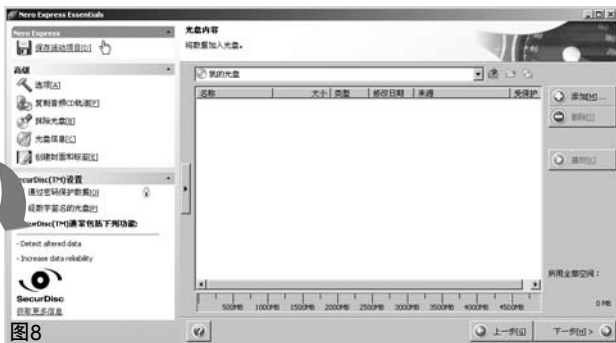 Nero Express Essentials
Nero Express
保存活动项目[O]
高级
选项[A]
复制音频CD轨道[F]
抹除光盘[B]
光盘信息[C]
创建封面和标签[E]
SecurDisc(TM)设置
通过密码保护数据[O]
经数字签名的光盘[P]
SecurDisc(TM)通常包括下列功能:
- Detect altered data
- Increase data reliability
SecurDisc
获取更多信息
图8
光盘内容
将数据加入光盘。
我的光盘
名称 大小 类型 修改日期 来源 受保护
添加[M]...
删除[I]
播放[L]
所用全部空间:
500MB 1000MB 1500MB 2000MB 2500MB 3000MB 3500MB 4000MB 4500MB 0 MB
上一步[G] 下一步[H] >